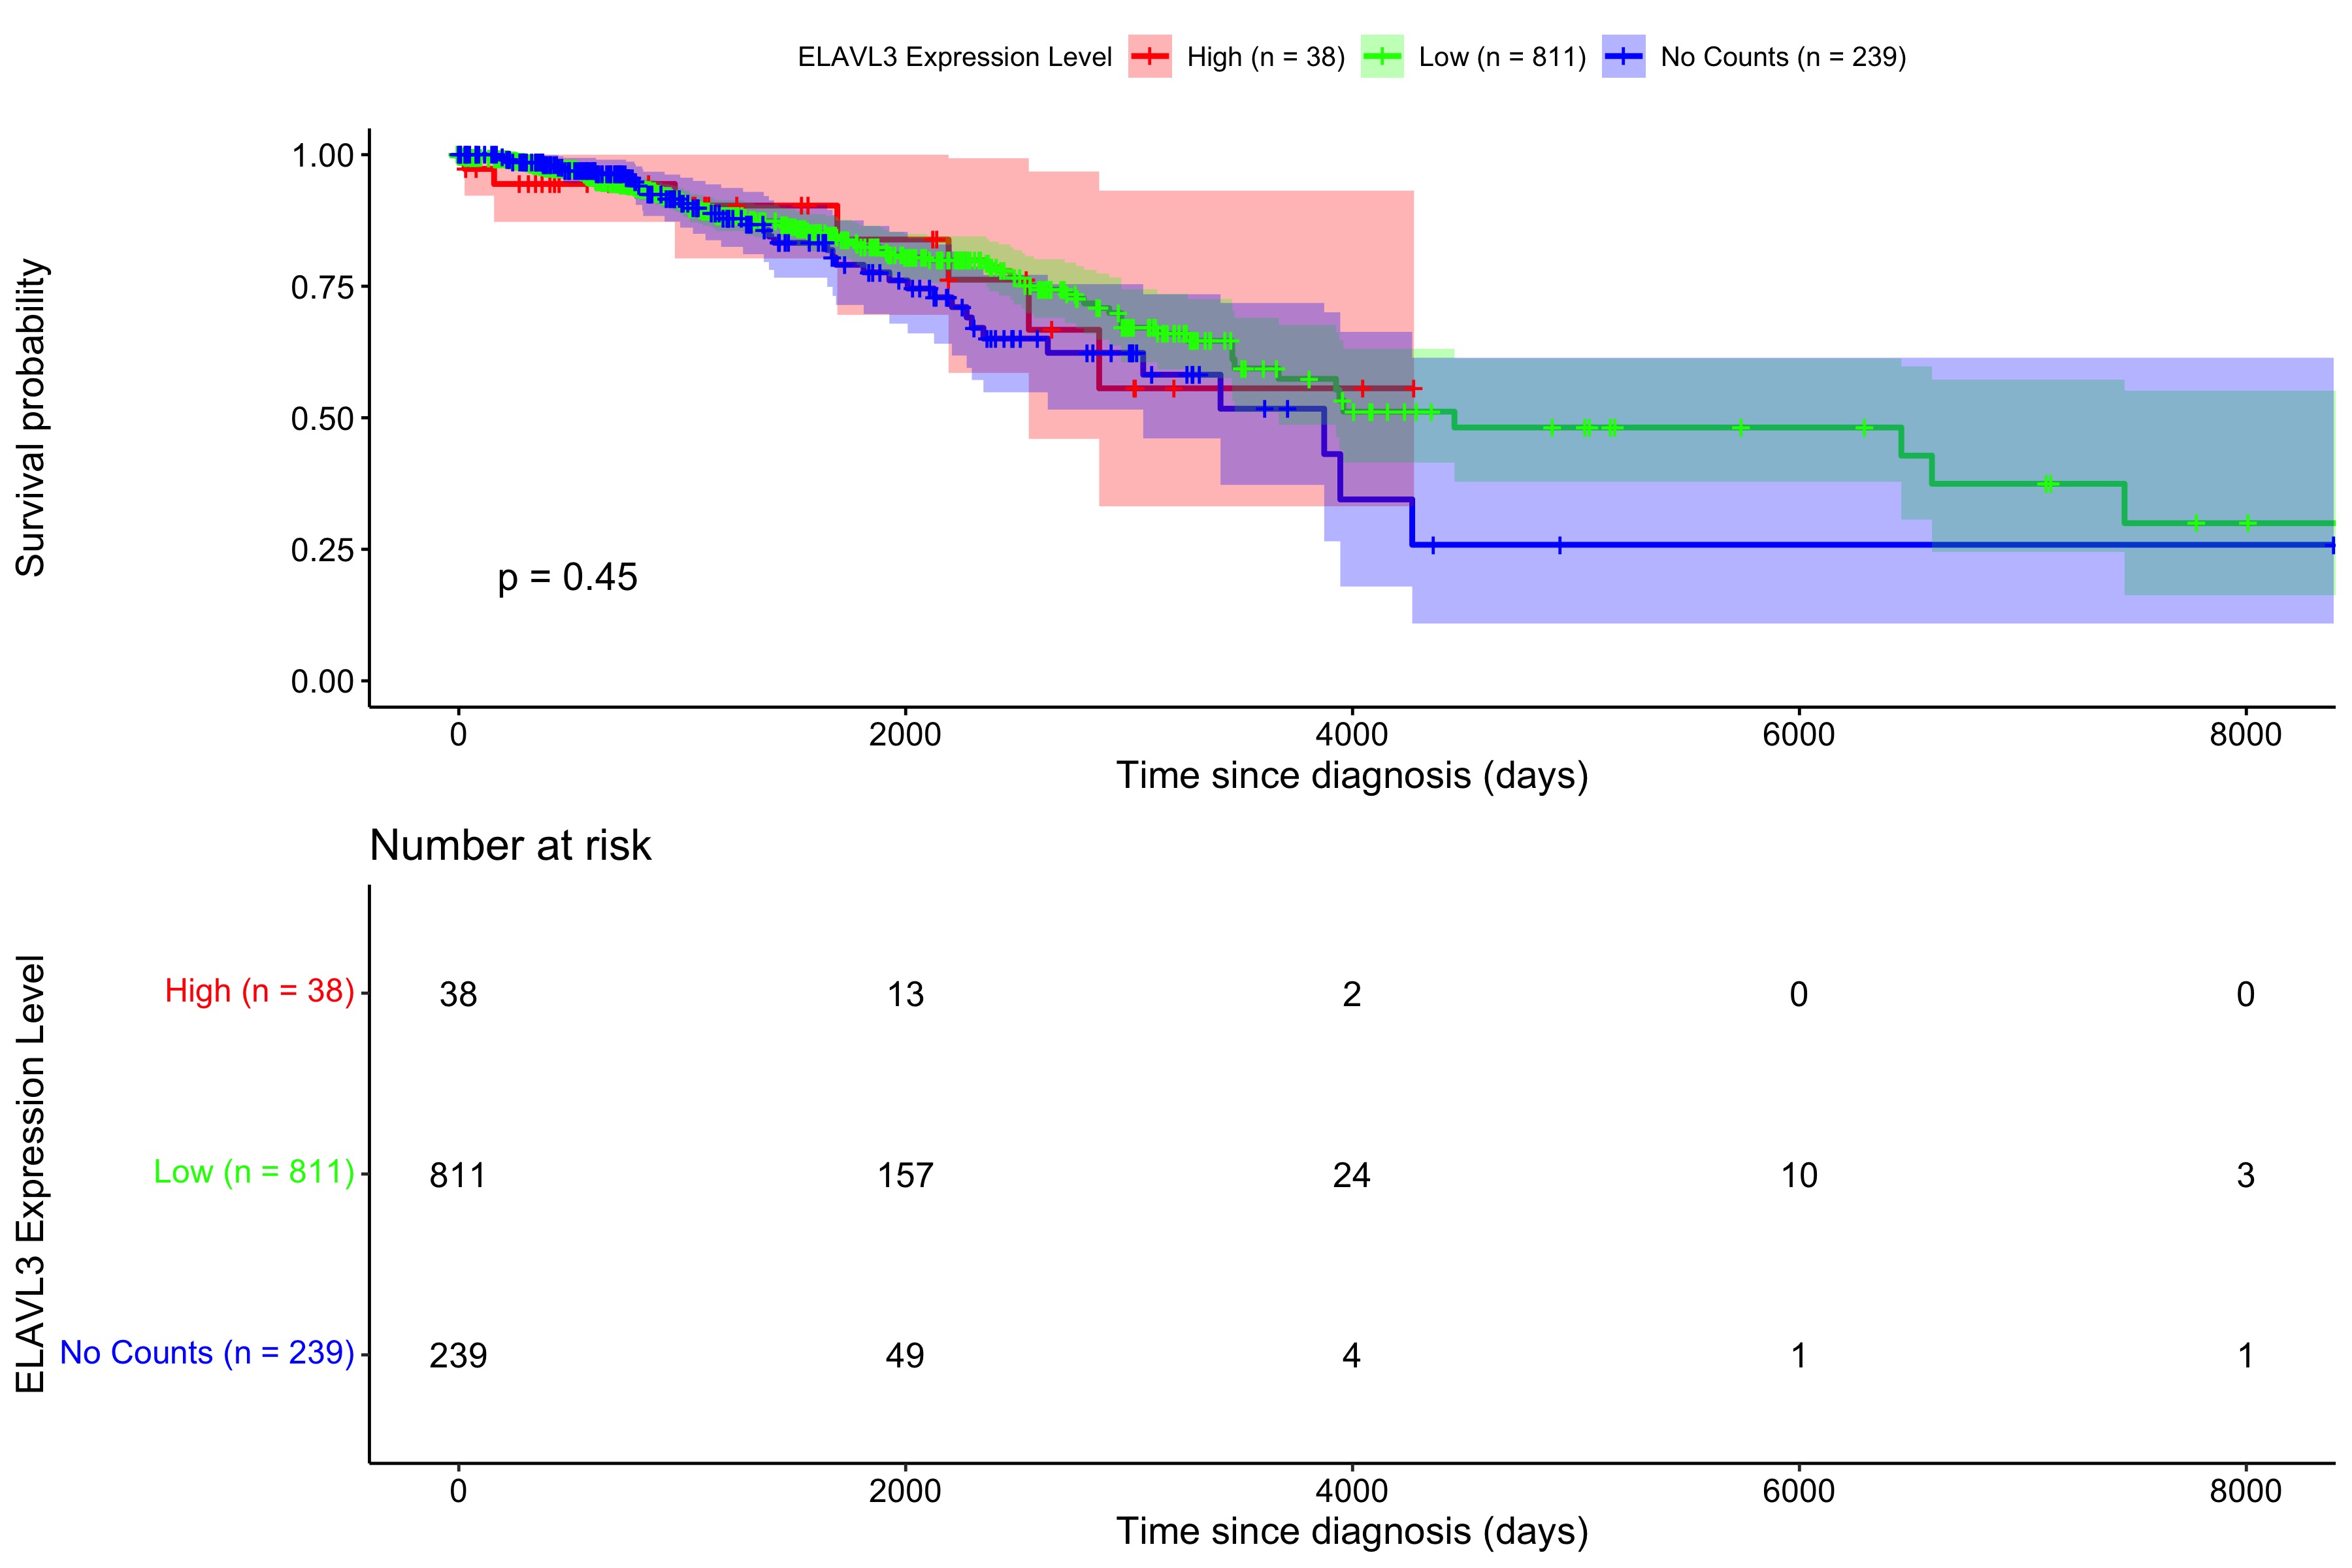 ELAVL3 Expression Level High (n = 38) Low (n = 811) No Counts (n = 239)
Survival probability
1.00
0.75
0.50
0.25
0.00
p = 0.45
0 2000 4000 6000 8000
Time since diagnosis (days)
Number at risk
ELAVL3 Expression Level
High (n = 38) 38 13 2 0 0
Low (n = 811) 811 157 24 10 3
No Counts (n = 239) 239 49 4 1 1
0 2000 4000 6000 8000
Time since diagnosis (days)